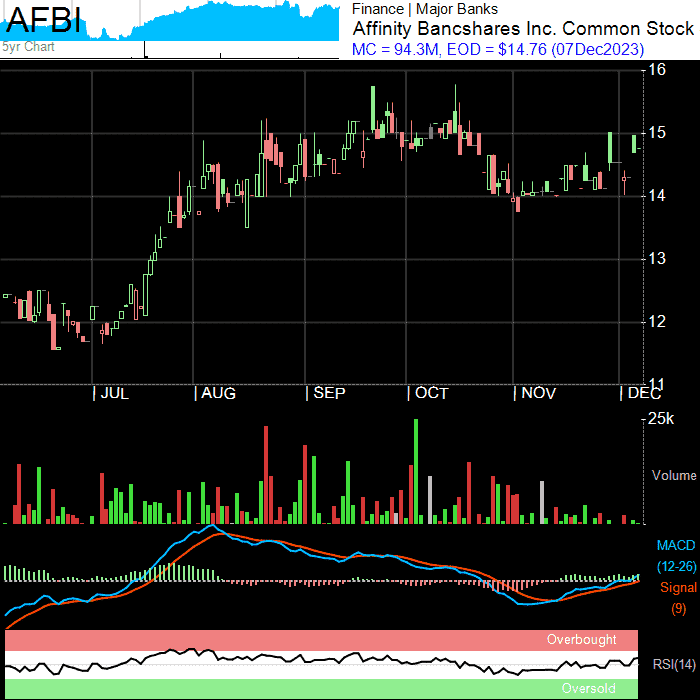 AFBI
5yr Chart
Finance | Major Banks
Affinity Bancshares Inc. Common Stock
MC = 94.3M, EOD = $14.76 (07Dec2023)
16
15
14
13
12
11
| JUL | AUG | SEP | OCT | NOV | DEC
25k
Volume
MACD
(12-26)
Signal
(9)
Overbought
RSI(14)
Oversold